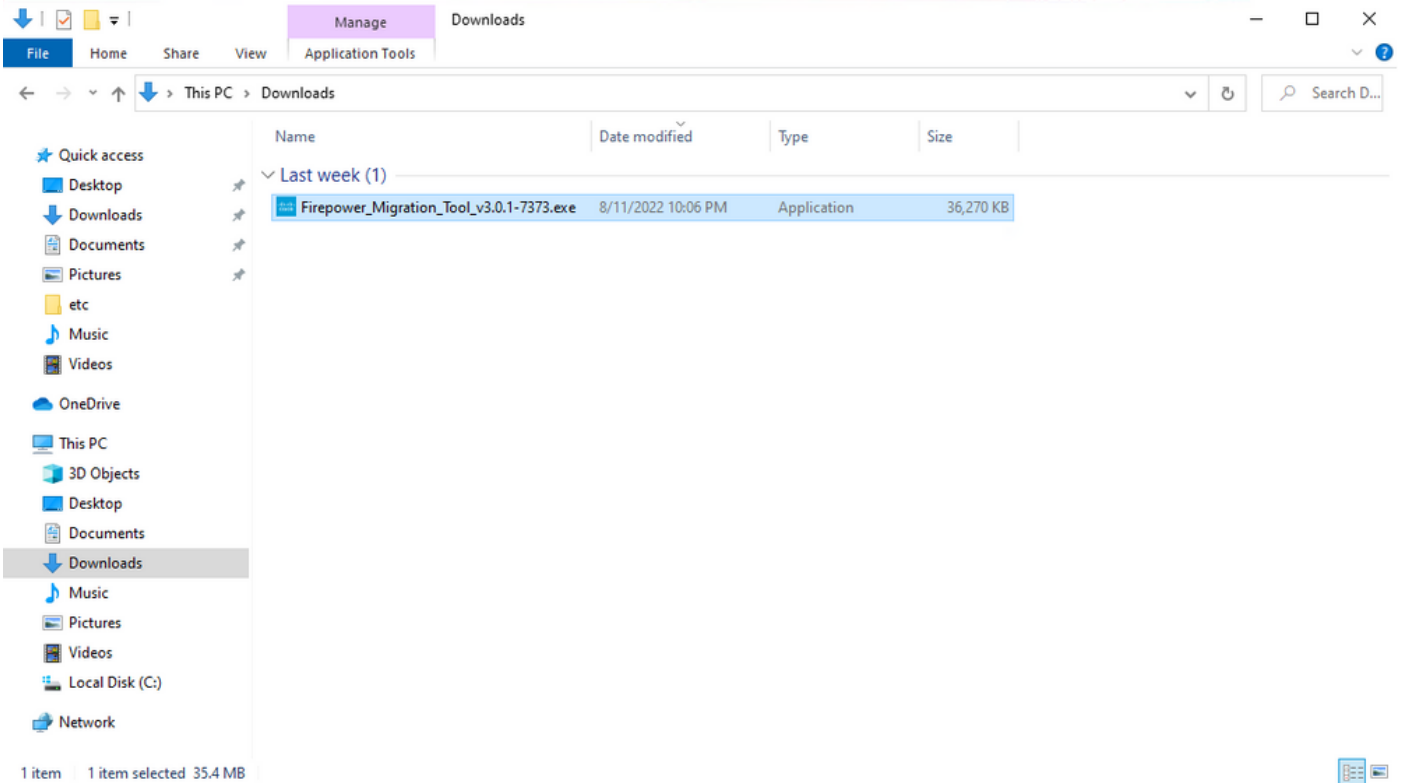 Manage
Downloads
File
Home
Share
View
Application Tools
This PC
Downloads
Search D...
Name
Date modified
Type
Size
Quick access
Desktop
Downloads
Documents
Pictures
etc
Music
Videos
OneDrive
This PC
3D Objects
Desktop
Documents
Downloads
Music
Pictures
Videos
Local Disk (C:)
Network
Last week (1)
Firepower_Migration_Tool_v3.0.1-7373.exe 8/11/2022 10:06 PM Application 36,270 KB
1 item 1 item selected 35.4 MB